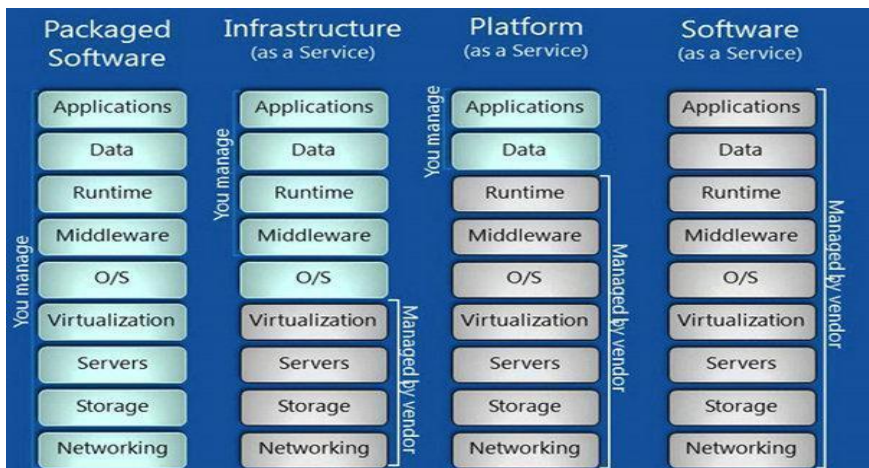 Packaged
Software
Infrastructure
(as a Service)
Platform
(as a Service)
Software
(as a Service)
You manage
Applications
Data
Runtime
Middleware
O/S
Virtualization
Servers
Storage
Networking
You manage
Applications
Data
Runtime
Middleware
O/S
Virtualization
Servers
Storage
Networking
Managed by vendor
You manage
Applications
Data
Runtime
Middleware
O/S
Virtualization
Servers
Storage
Networking
Managed by vendor
Applications
Data
Runtime
Middleware
O/S
Virtualization
Servers
Storage
Networking
Managed by vendor